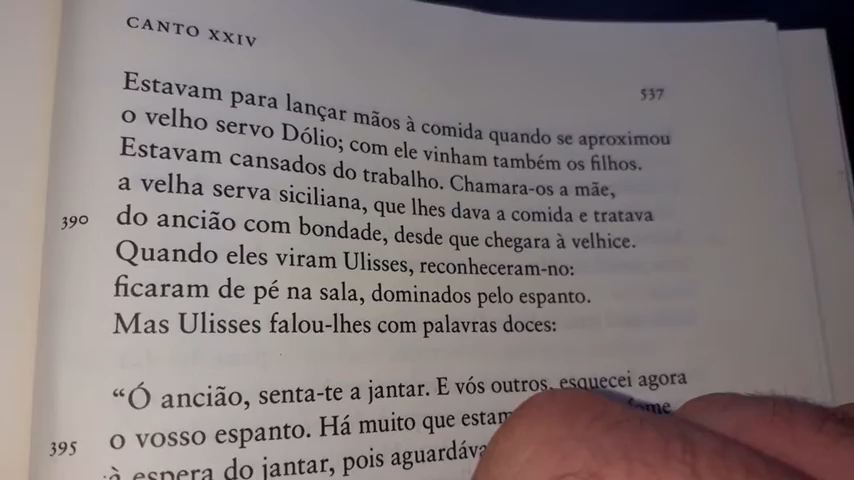 CANTO XXIV
537
Estavam para lançar mãos à comida quando se aproximou
o velho servo Dólio; com ele vinham também os filhos.
Estavam cansados do trabalho. Chamara-os a mãe,
a velha serva siciliana, que lhes dava a comida e tratava
390 do ancião com bondade, desde que chegara à velhice.
Quando eles viram Ulisses, reconheceram-no:
ficaram de pé na sala, dominados pelo espanto.
Mas Ulisses falou-lhes com palavras doces:
“Ó ancião, senta-te a jantar. E vós outros, esquecei agora
395 o vosso espanto. Há muito que fome
à espera do jantar, pois